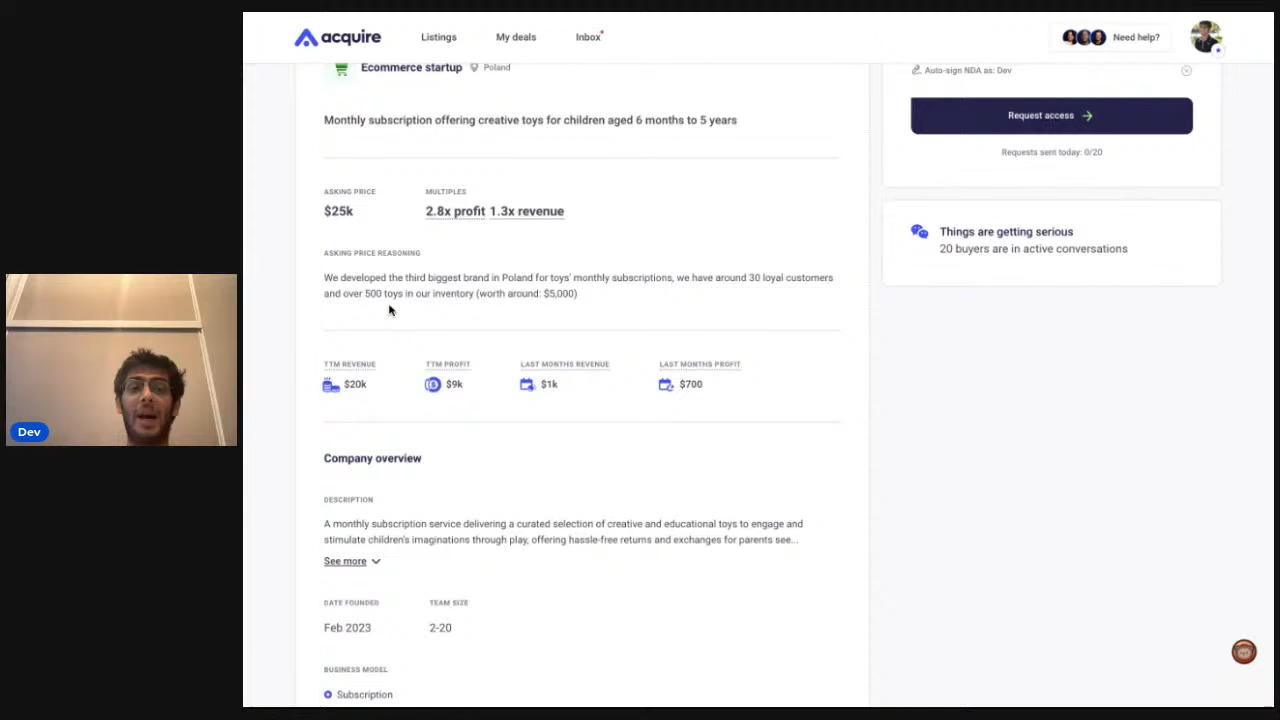 acquire
Listings
My deals
Inbox
Need help?
Ecommerce startup
Poland
Monthly subscription offering creative toys for children aged 6 months to 5 years
ASKING PRICE
MULTIPLES
$25k
2.8x profit 1.3x revenue
ASKING PRICE REASONING
We developed the third biggest brand in Poland for toys' monthly subscriptions, we have around 30 loyal customers
and over 500 toys in our inventory (worth around: $5,000)
TTM REVENUE
TTM PROFIT
LAST MONTHS REVENUE
LAST MONTHS PROFIT
$20k
$9k
$1k
$700
Company overview
DESCRIPTION
A monthly subscription service delivering a curated selection of creative and educational toys to engage and
stimulate children's imaginations through play, offering hassle-free returns and exchanges for parents see...
See more
DATE FOUNDED
TEAM SIZE
Feb 2023
2-20
BUSINESS MODEL
Subscription
Auto-sign NDA as: Dev
Request access
Requests sent today: 0/20
Things are getting serious
20 buyers are in active conversations
Dev